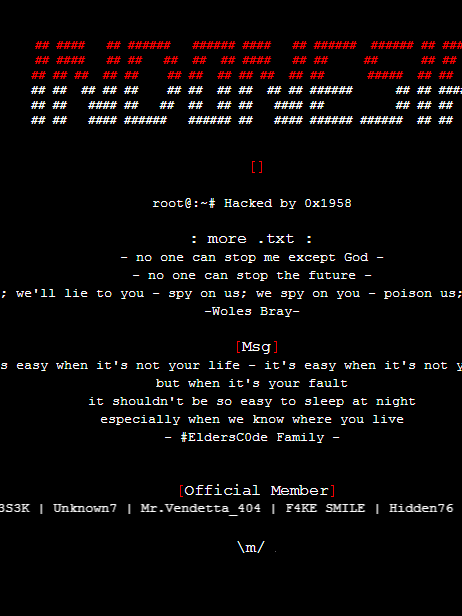 []
root@:~# Hacked by 0x1958
: more .txt :
- no one can stop me except God -
- no one can stop the future -
; we'll lie to you - spy on us; we spy on you - poison us;
-Woles Bray-
[Msg]
s easy when it's not your life - it's easy when it's not y
but when it's your fault
it shouldn't be so easy to sleep at night
especially when we know where you live
- #EldersC0de Family -
[Official Member]
3S3K | Unknown7 | Mr.Vendetta_404 | F4KE SMILE | Hidden76
\m/